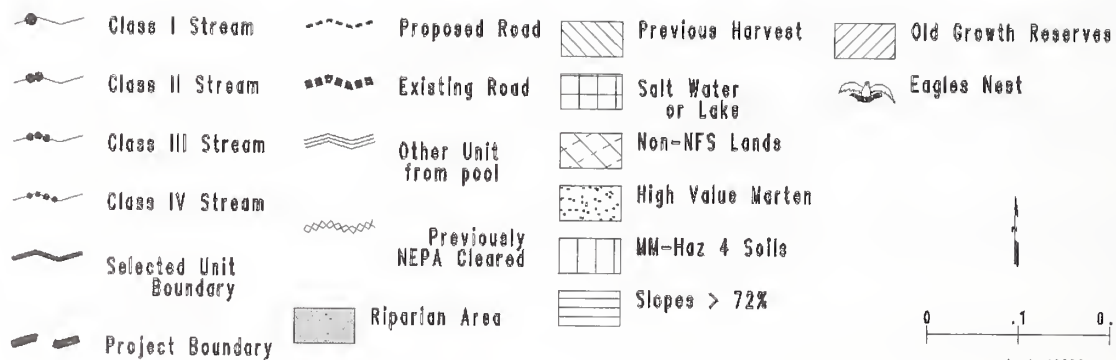 Class I Stream
Class II Stream
Class III Stream
Class IV Stream
Selected Unit
Boundary
Project Boundary
Proposed Road
Existing Road
Other Unit
from pool
Previously
NEPA Cleared
Riparian Area
Previous Harvest
Salt Water
or Lake
Non-NFS Lands
High Value Marten
MM-Haz 4 Soils
Slopes > 72%
Old Growth Reserves
Eagles Nest
0 .1 0.